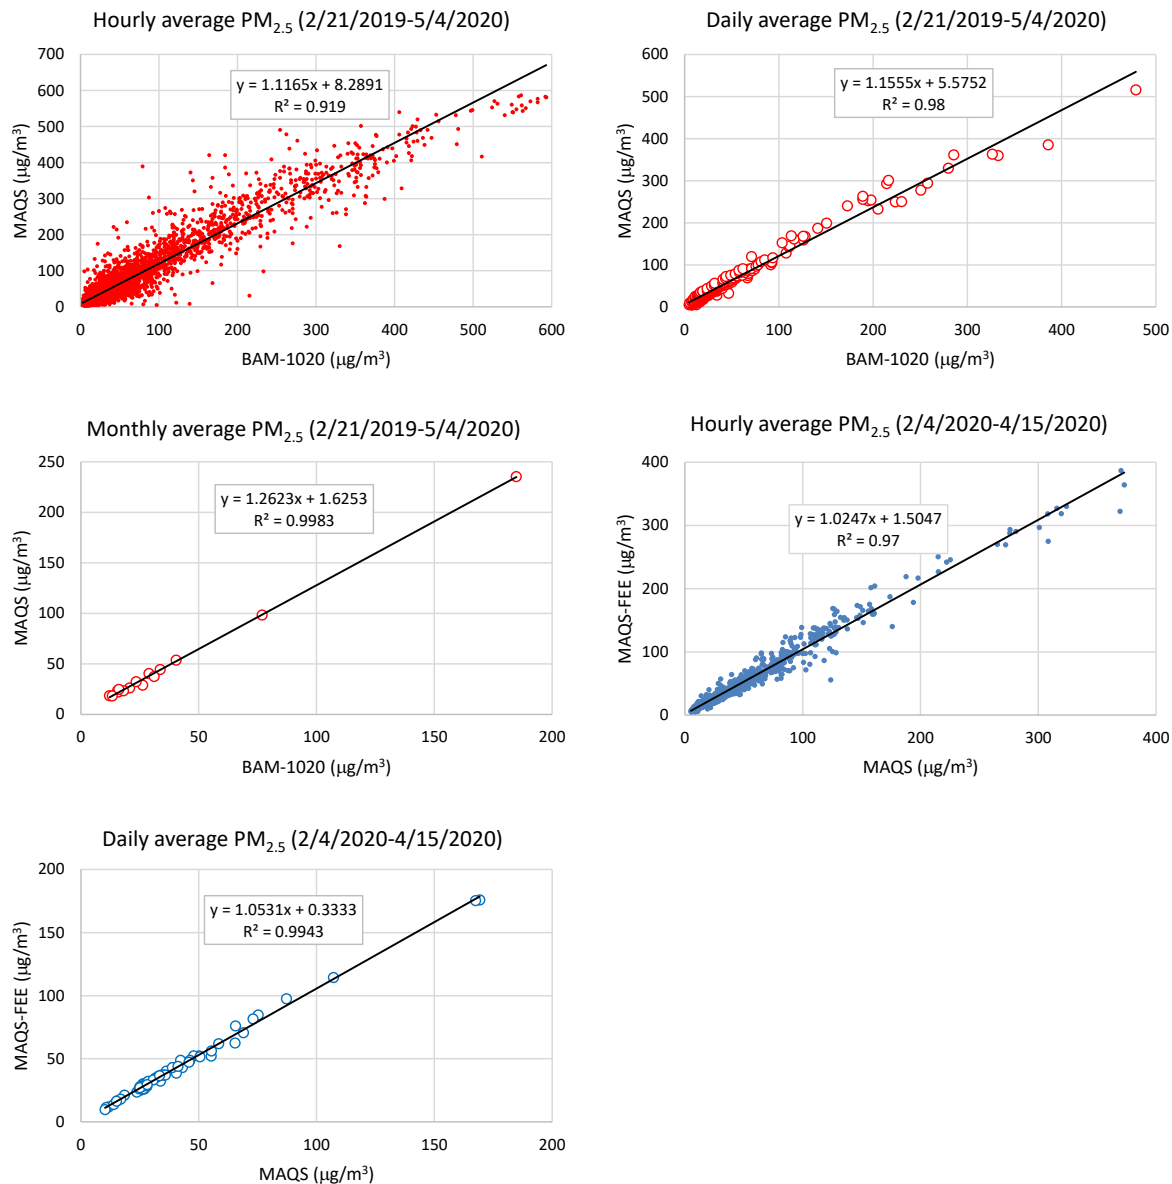 Hourly average PM2.5 (2/21/2019-5/4/2020)
700
600
500
400
300
200
100
0
0 100 200 300 400 500 600
y = 1.1165x + 8.2891
R² = 0.919
MAQS (µg/m³)
BAM-1020 (µg/m³)
Daily average PM2.5 (2/21/2019-5/4/2020)
600
500
400
300
200
100
0
0 100 200 300 400 500
y = 1.1555x + 5.5752
R² = 0.98
MAQS (µg/m³)
BAM-1020 (µg/m³)
Monthly average PM2.5 (2/21/2019-5/4/2020)
250
200
150
100
50
0
0 50 100 150 200
y = 1.2623x + 1.6253
R² = 0.9983
MAQS (µg/m³)
BAM-1020 (µg/m³)
Hourly average PM2.5 (2/4/2020-4/15/2020)
400
300
200
100
0
0 100 200 300 400
y = 1.0247x + 1.5047
R² = 0.97
MAQS-FEE (µg/m³)
MAQS (µg/m³)
Daily average PM2.5 (2/4/2020-4/15/2020)
200
150
100
50
0
0 50 100 150 200
y = 1.0531x + 0.3333
R² = 0.9943
MAQS-FEE (µg/m³)
MAQS (µg/m³)